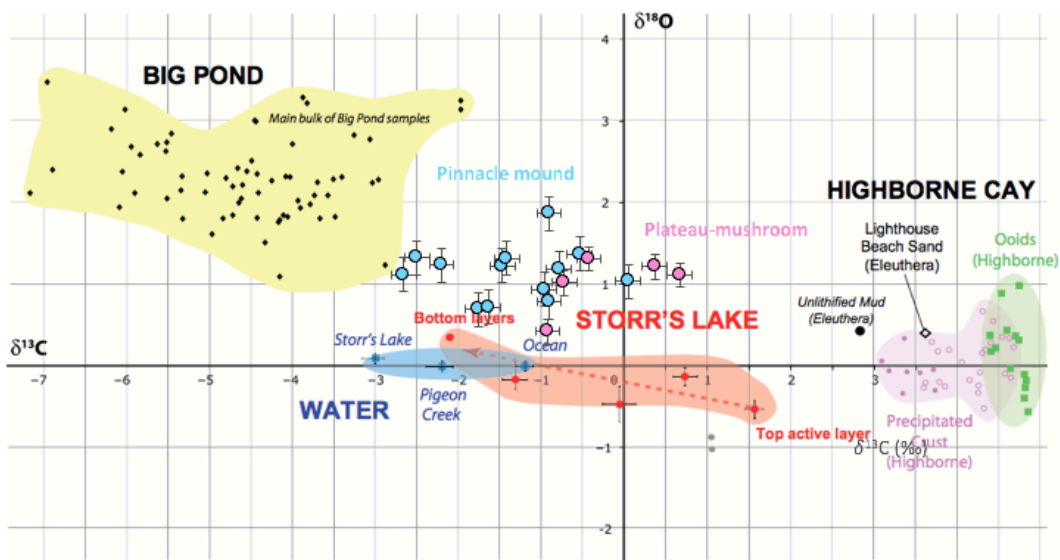 δ18O
BIG POND
Main bulk of Big Pond samples
Pinnacle mound
HIGHBORNE CAY
Plateau-mushroom
Lighthouse
Beach Sand
(Eleuthera)
Ooids
(Highborne)
Unlithified Mud
(Eleuthera)
STORR'S LAKE
Bottom layers
Storr's Lake
Ocean
δ13C
WATER
Pigeon
Creek
Top active layer
Precipitated
Crust
(Highborne)
δ13C (‰)
4
3
2
1
-1
-2
-7
-6
-5
-4
-3
-2
-1
0
1
2
3